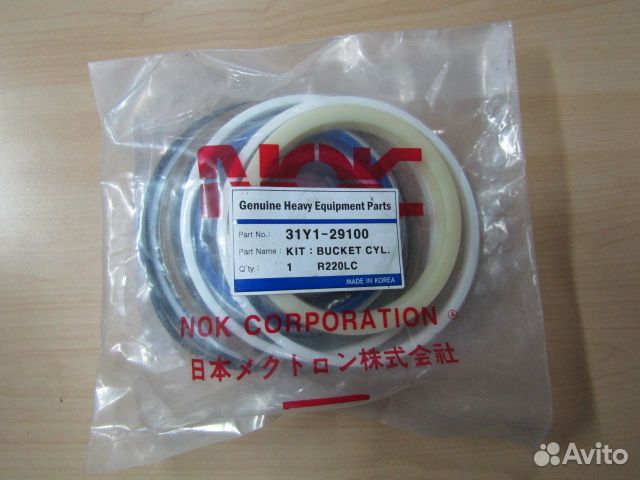 NOK
Genuine Heavy Equipment Parts
Part No.: 31Y1-29100
Part Name: KIT : BUCKET CYL.
Q'ty : 1 R220LC
MADE IN KOREA
NOK CORPORATION
日本メクトロン株式会社
Avito